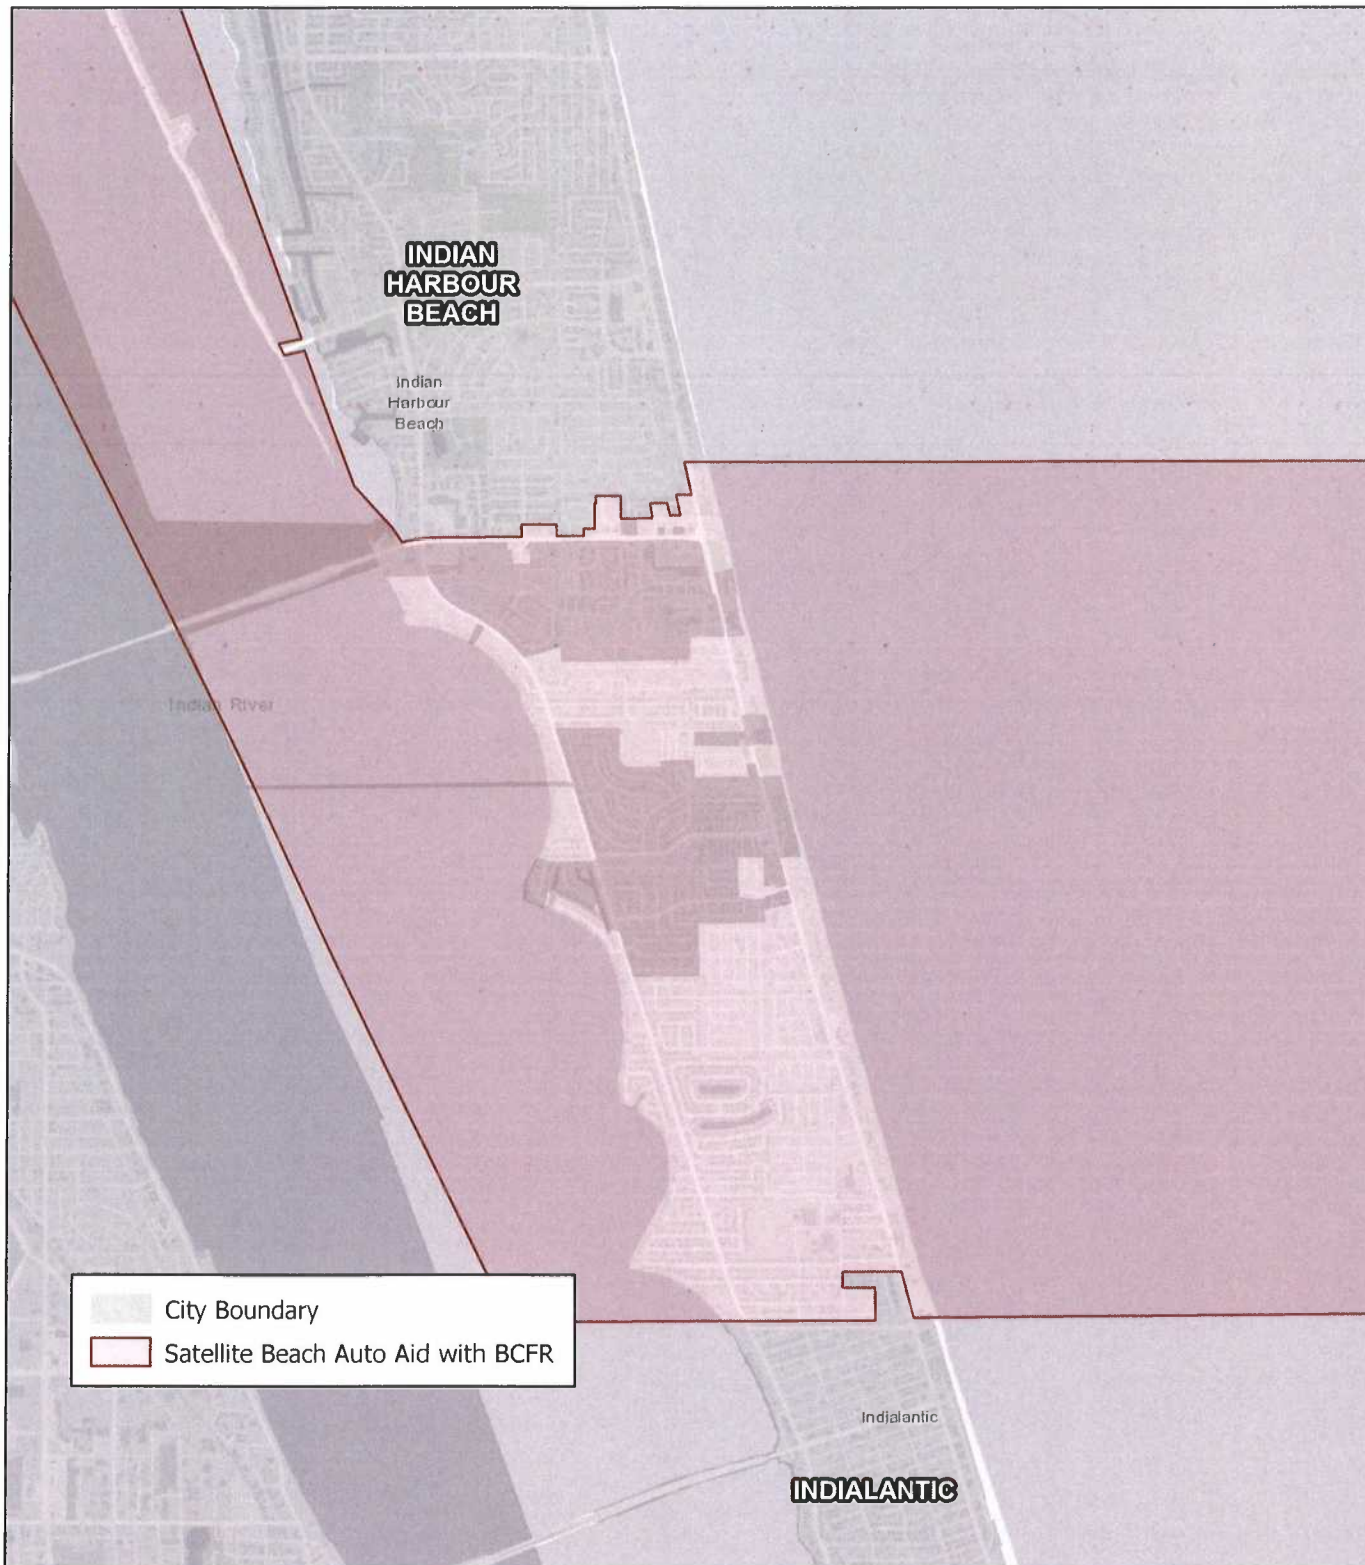 INDIAN
HARBOUR
BEACH
Indian
Harbour
Beach
Indian River
City Boundary
Satellite Beach Auto Aid with BCFR
Indialantic
INDIALANTIC